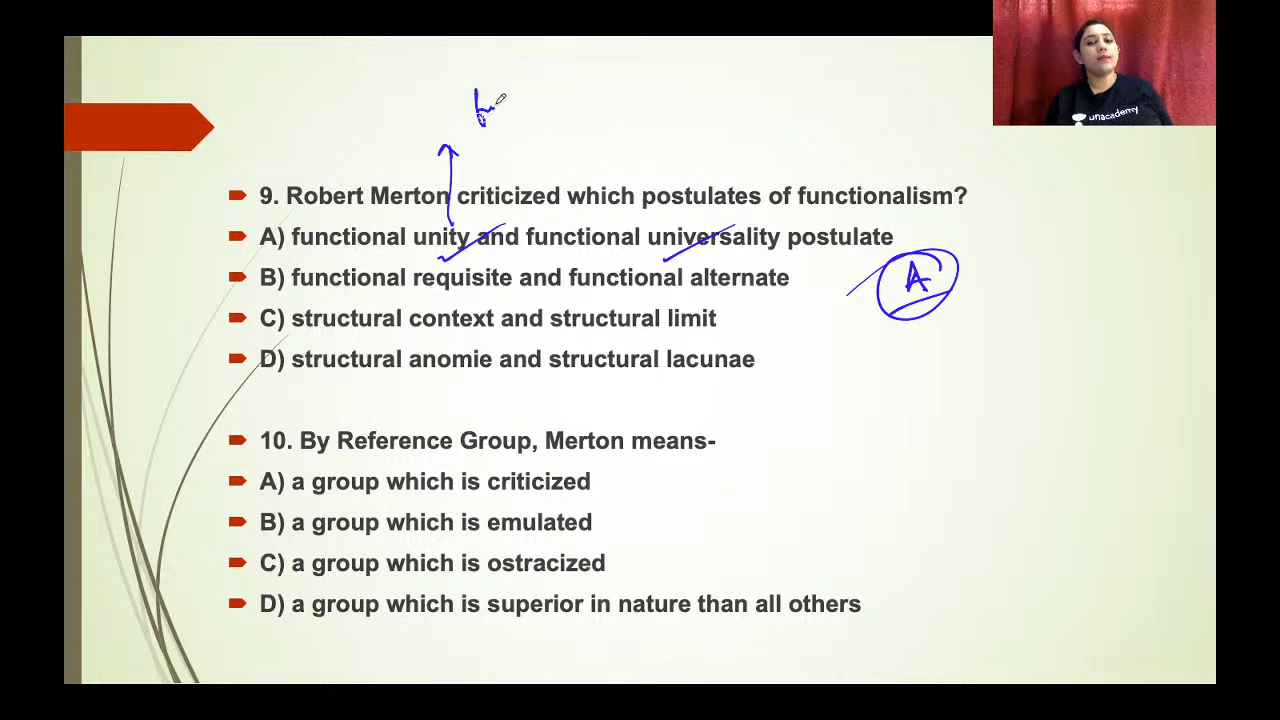 unacademy
9. Robert Merton criticized which postulates of functionalism?
A) functional unity and functional universality postulate
B) functional requisite and functional alternate
A
C) structural context and structural limit
D) structural anomie and structural lacunae
10. By Reference Group, Merton means-
A) a group which is criticized
B) a group which is emulated
C) a group which is ostracized
D) a group which is superior in nature than all others